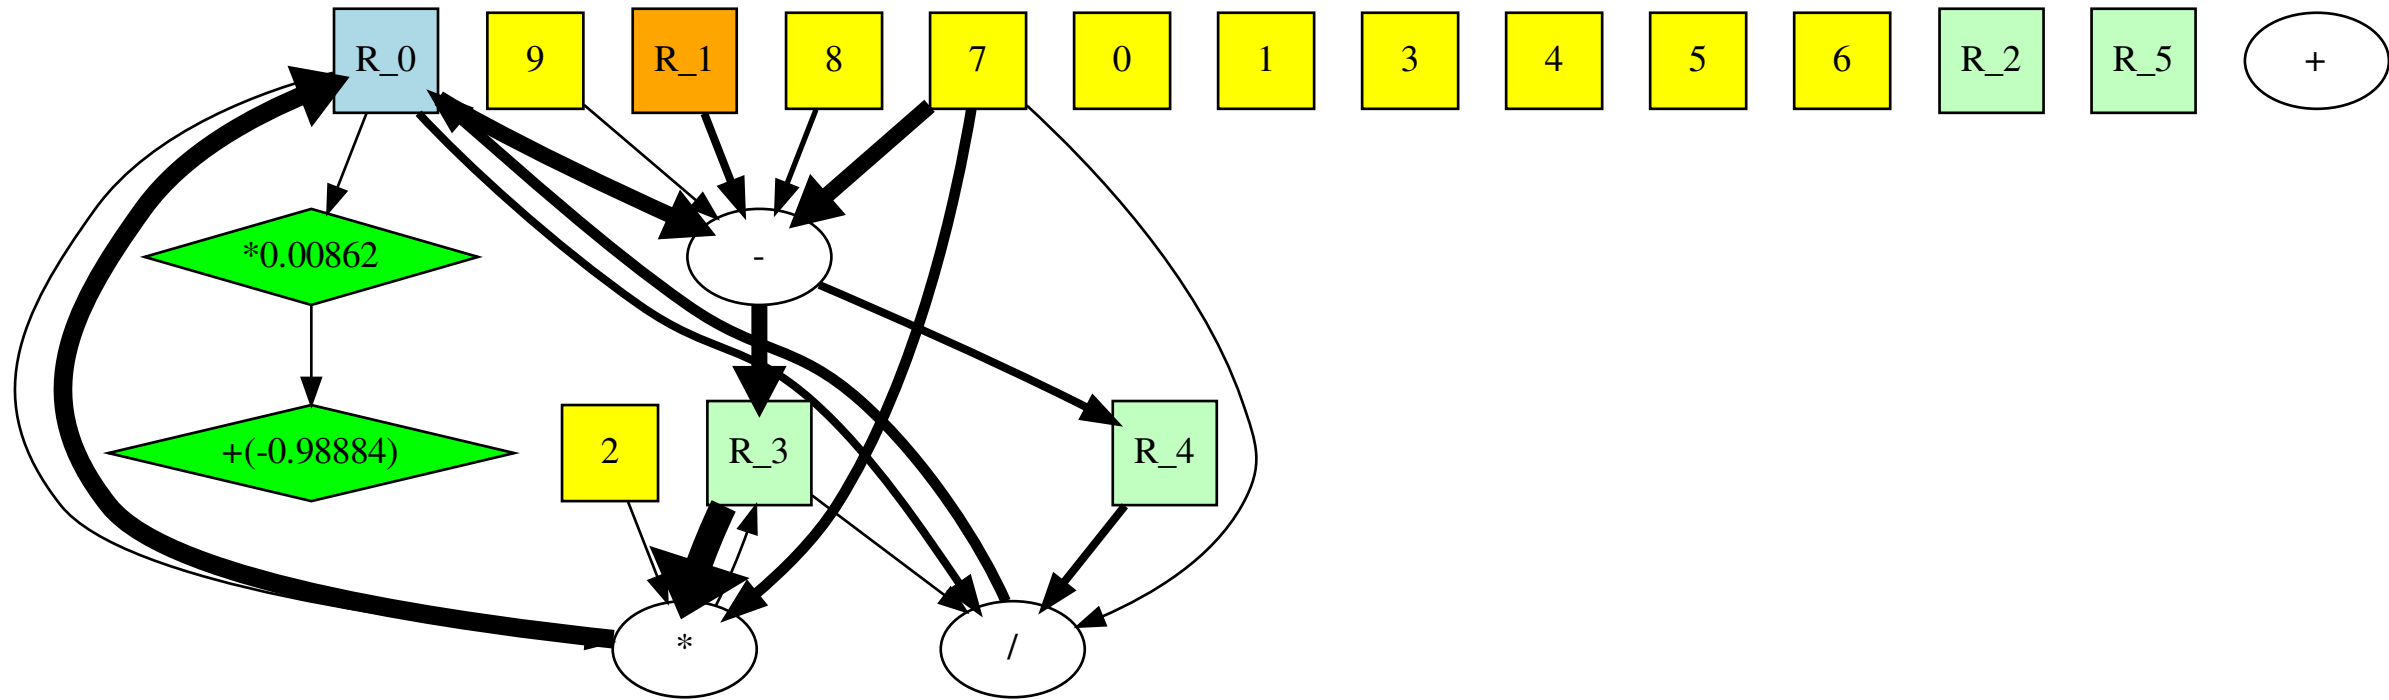 R_0 9 R_1 8 7 0 1 3 4 5 6 R_2 R_5 +
*0.00862 -
+(-0.98884) 2 R_3 R_4
* /